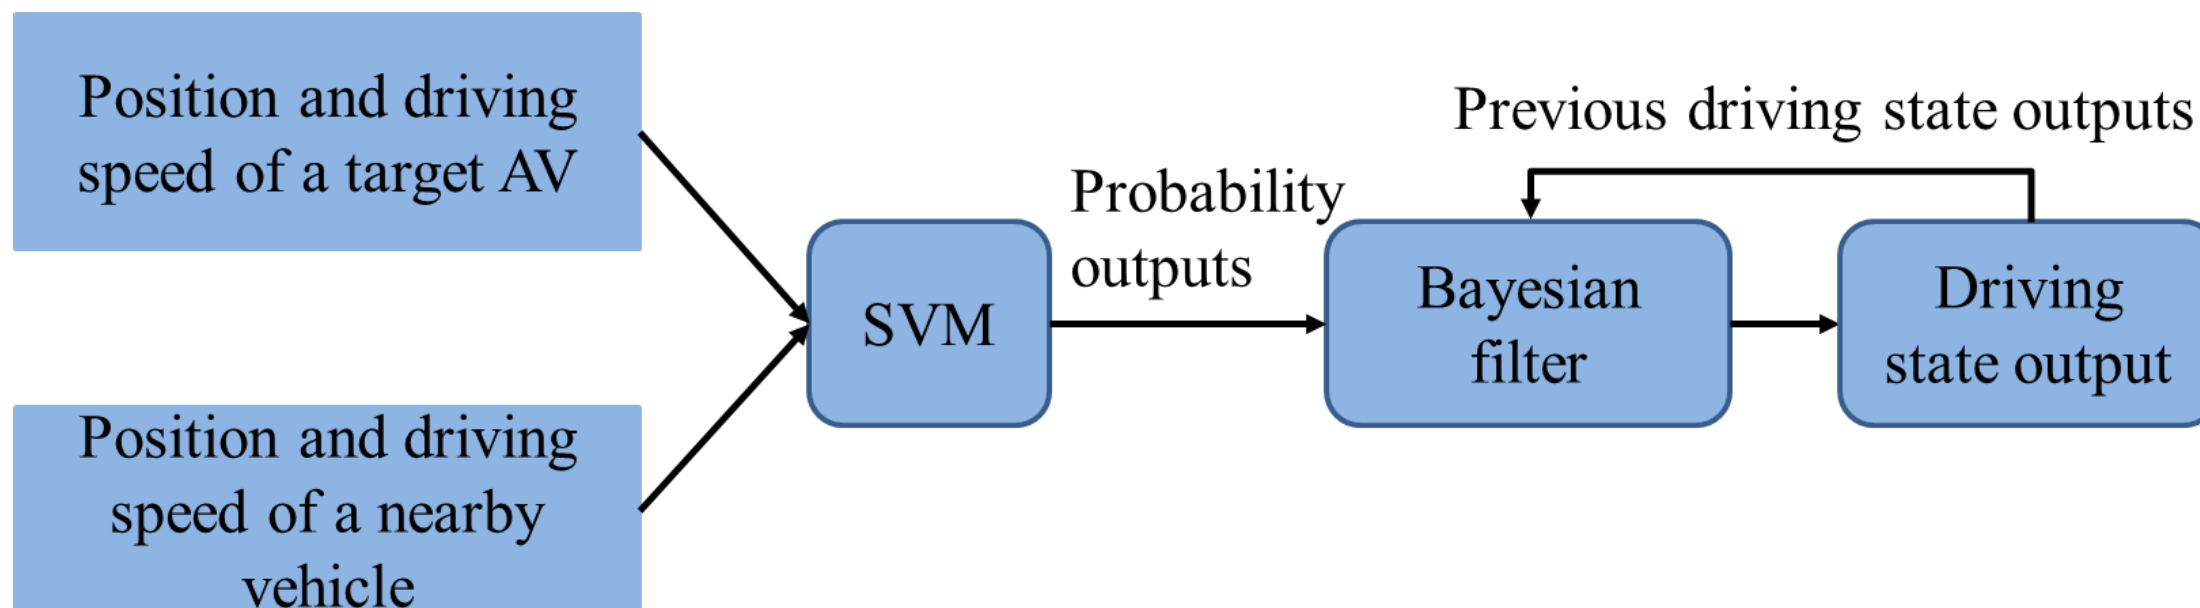 Position and driving
speed of a target AV
Position and driving
speed of a nearby
vehicle
SVM
Probability
outputs
Previous driving state outputs
Bayesian
filter
Driving
state output